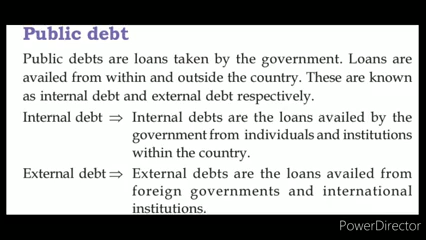 Public debt
Public debts are loans taken by the government. Loans are
availed from within and outside the country. These are known
as internal debt and external debt respectively.
Internal debt ⇒ Internal debts are the loans availed by the
government from individuals and institutions
within the country.
External debt ⇒ External debts are the loans availed from
foreign governments and international
institutions.
PowerDirector